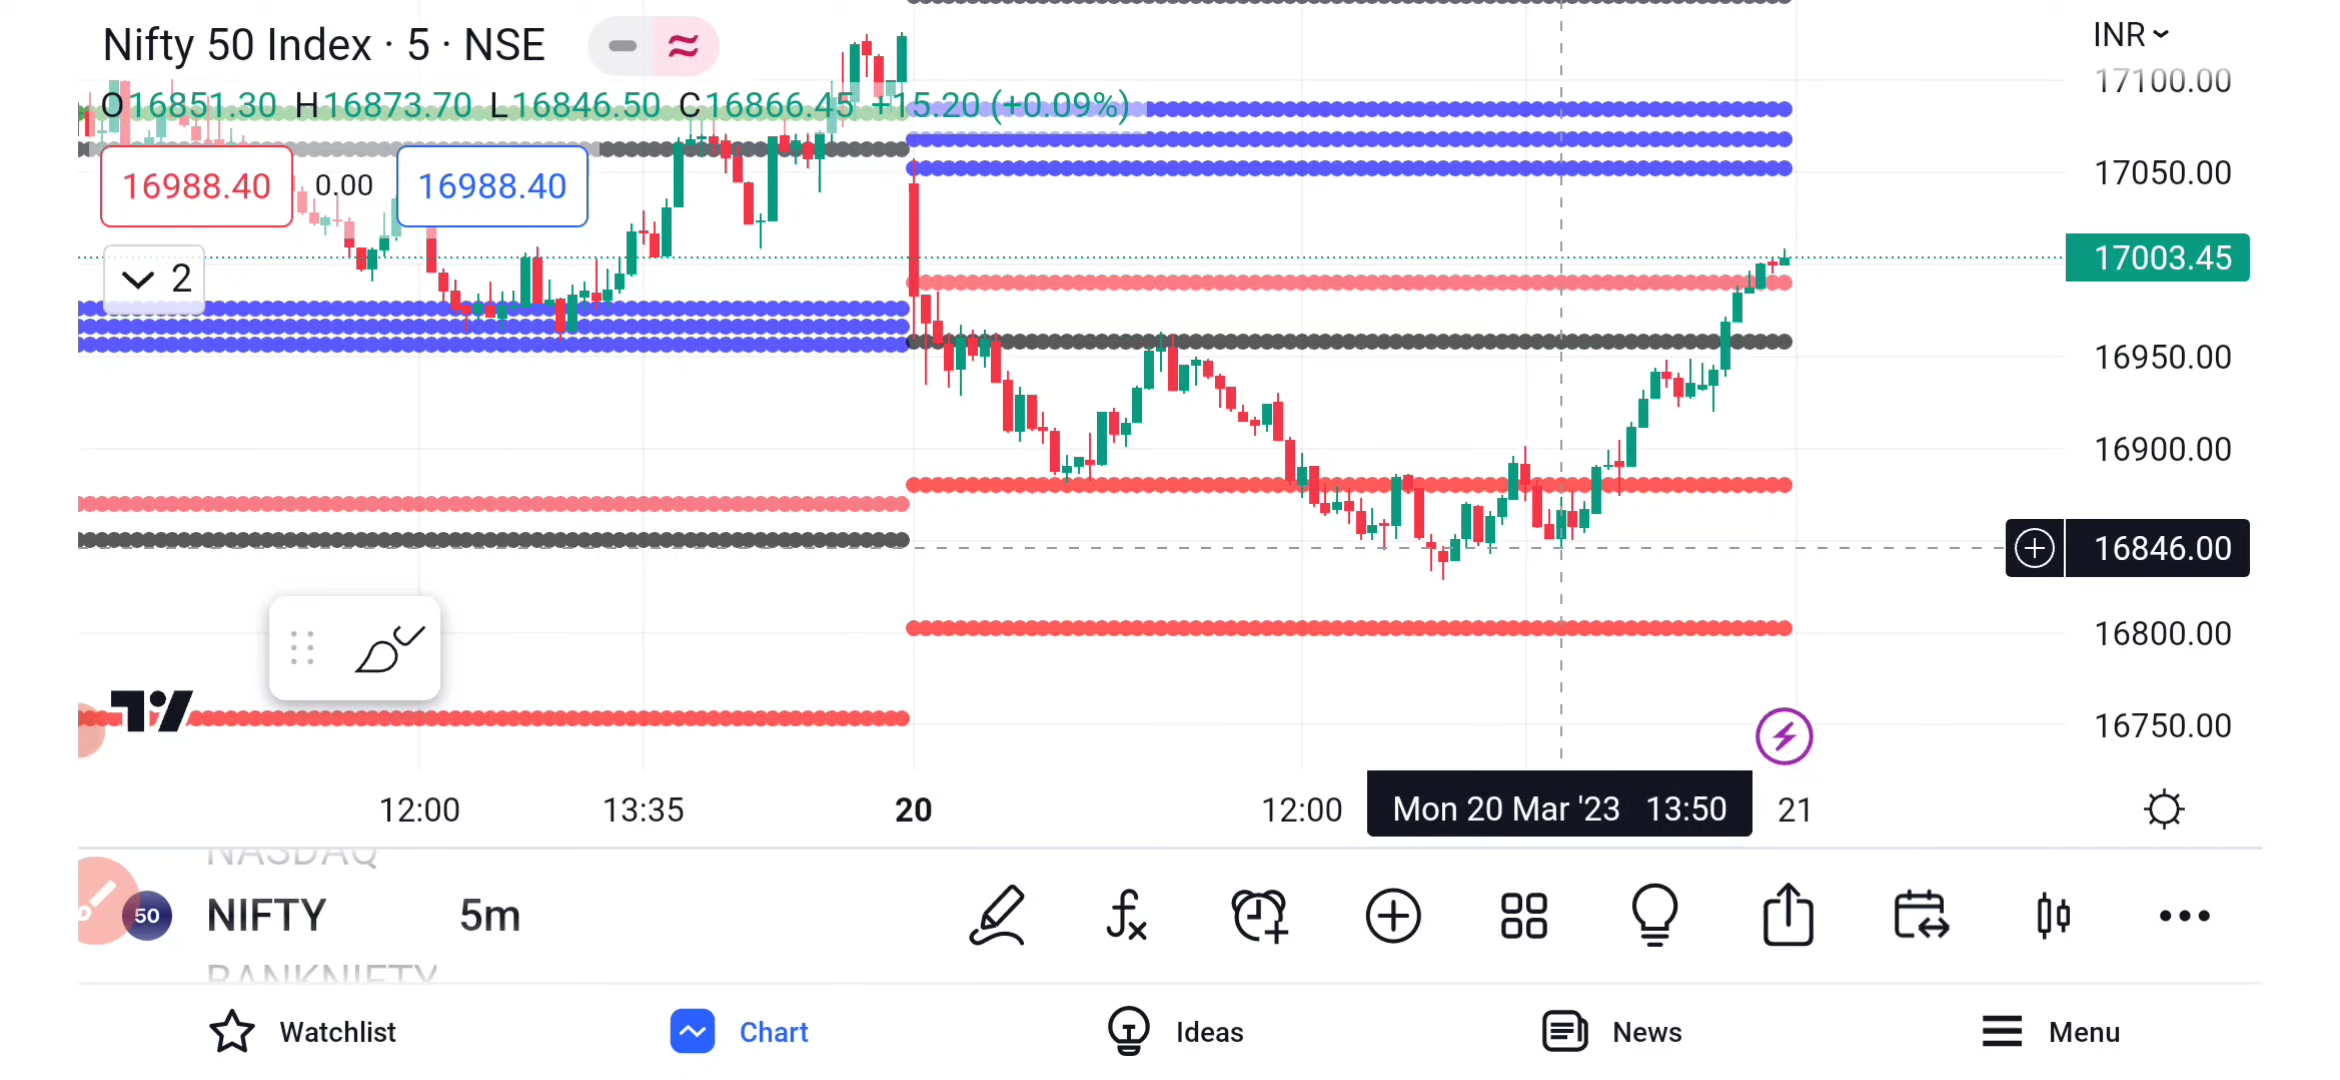 Nifty 50 Index · 5 · NSE
INR
O16851.30 H16873.70 L16846.50 C16866.45 +15.20 (+0.09%)
17100.00
16988.40 0.00 16988.40
17050.00
17003.45
2
16950.00
16900.00
16846.00
16800.00
16750.00
12:00 13:35 20 12:00 Mon 20 Mar '23 13:50 21
NASDAQ
50 NIFTY 5m
BANKNIFTY
Watchlist Chart Ideas News Menu